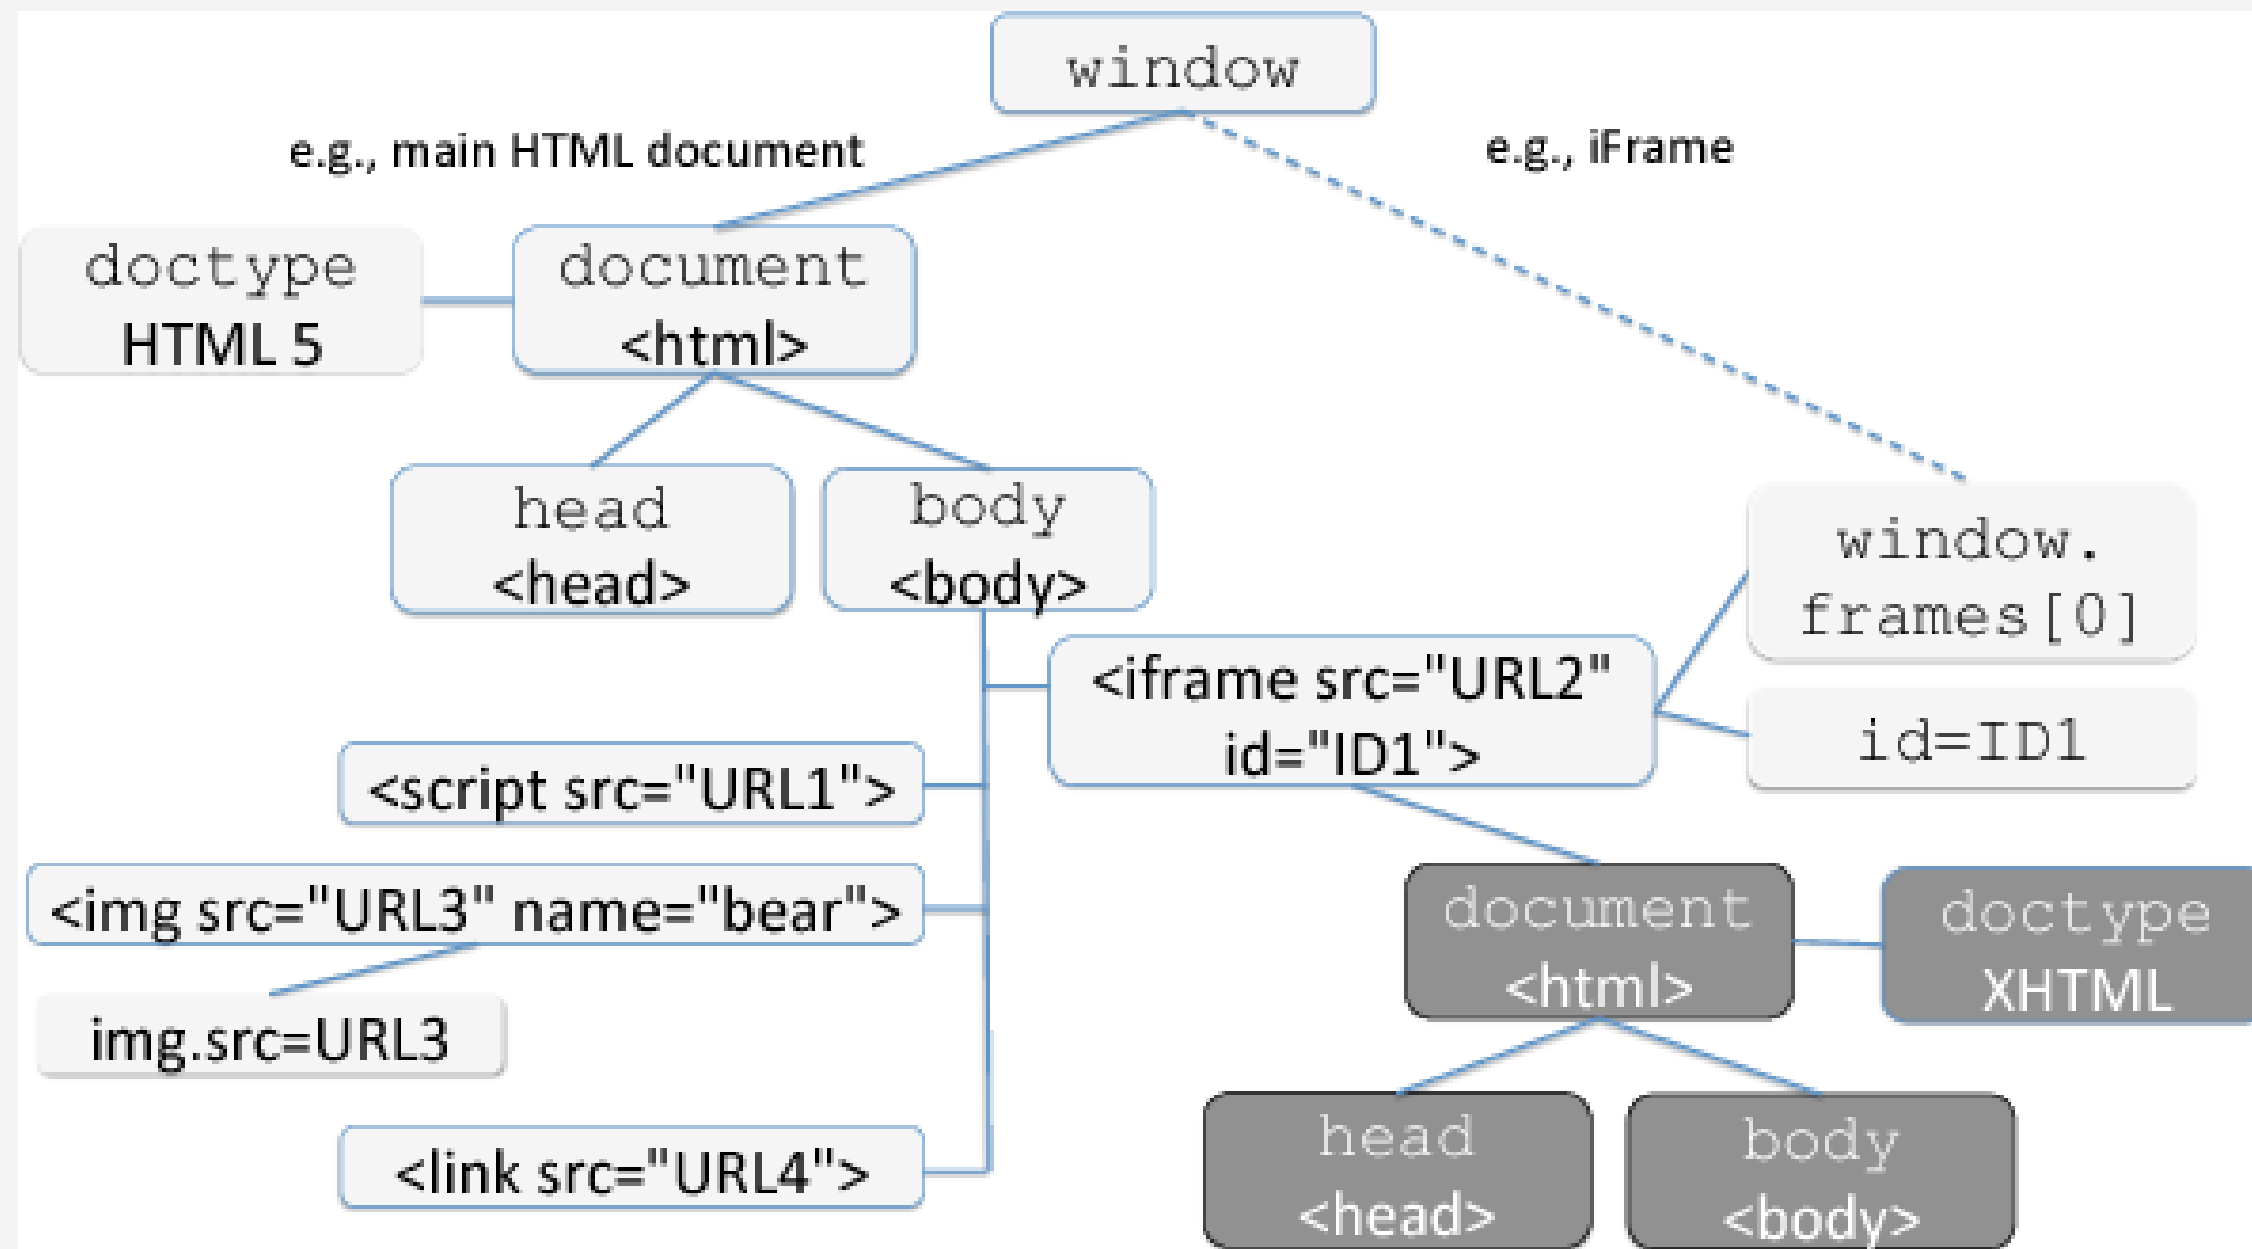 window
e.g., main HTML document
e.g., iFrame
doctype
HTML 5
document
<html>
head
<head>
body
<body>
window.
frames[0]
<iframe src="URL2"
id="ID1">
id=ID1
<script src="URL1">
<img src="URL3" name="bear">
img.src=URL3
<link src="URL4">
document
<html>
doctype
XHTML
head
<head>
body
<body>